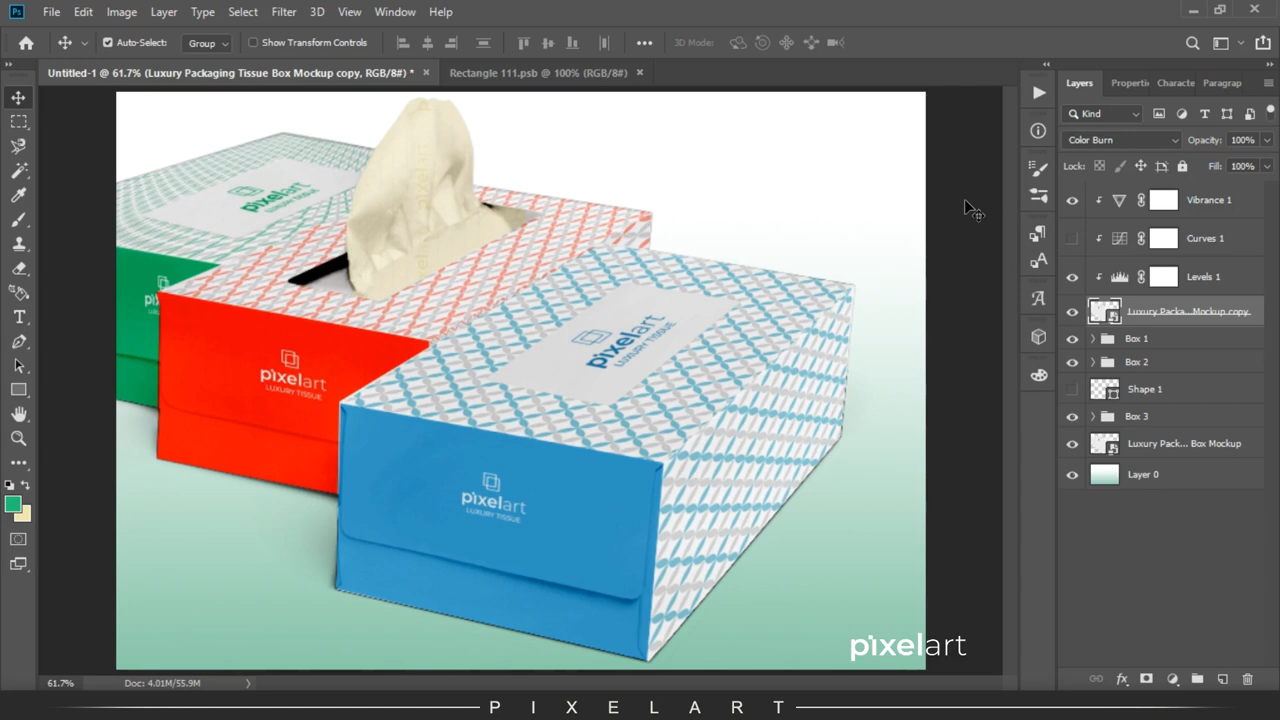 Ps File Edit Image Layer Type Select Filter 3D View Window Help
Auto-Select: Group Show Transform Controls 3D Mode:
Untitled-1 @ 61.7% (Luxury Packaging Tissue Box Mockup copy, RGB/8#) * × Rectangle 111.psb @ 100% (RGB/8#) ×
Layers Properti Characte Paragrap
Kind
Color Burn Opacity: 100%
Lock: Fill: 100%
Vibrance 1
Curves 1
Levels 1
Luxury Packa...Mockup copy
Box 1
Box 2
Shape 1
Box 3
Luxury Pack... Box Mockup
Layer 0
pixelart
pixelart
LUXURY TISSUE
pixelart
LUXURY TISSUE
pixelart
LUXURY TISSUE
pixelart
61.7% Doc: 4.01M/55.9M
PIXELART